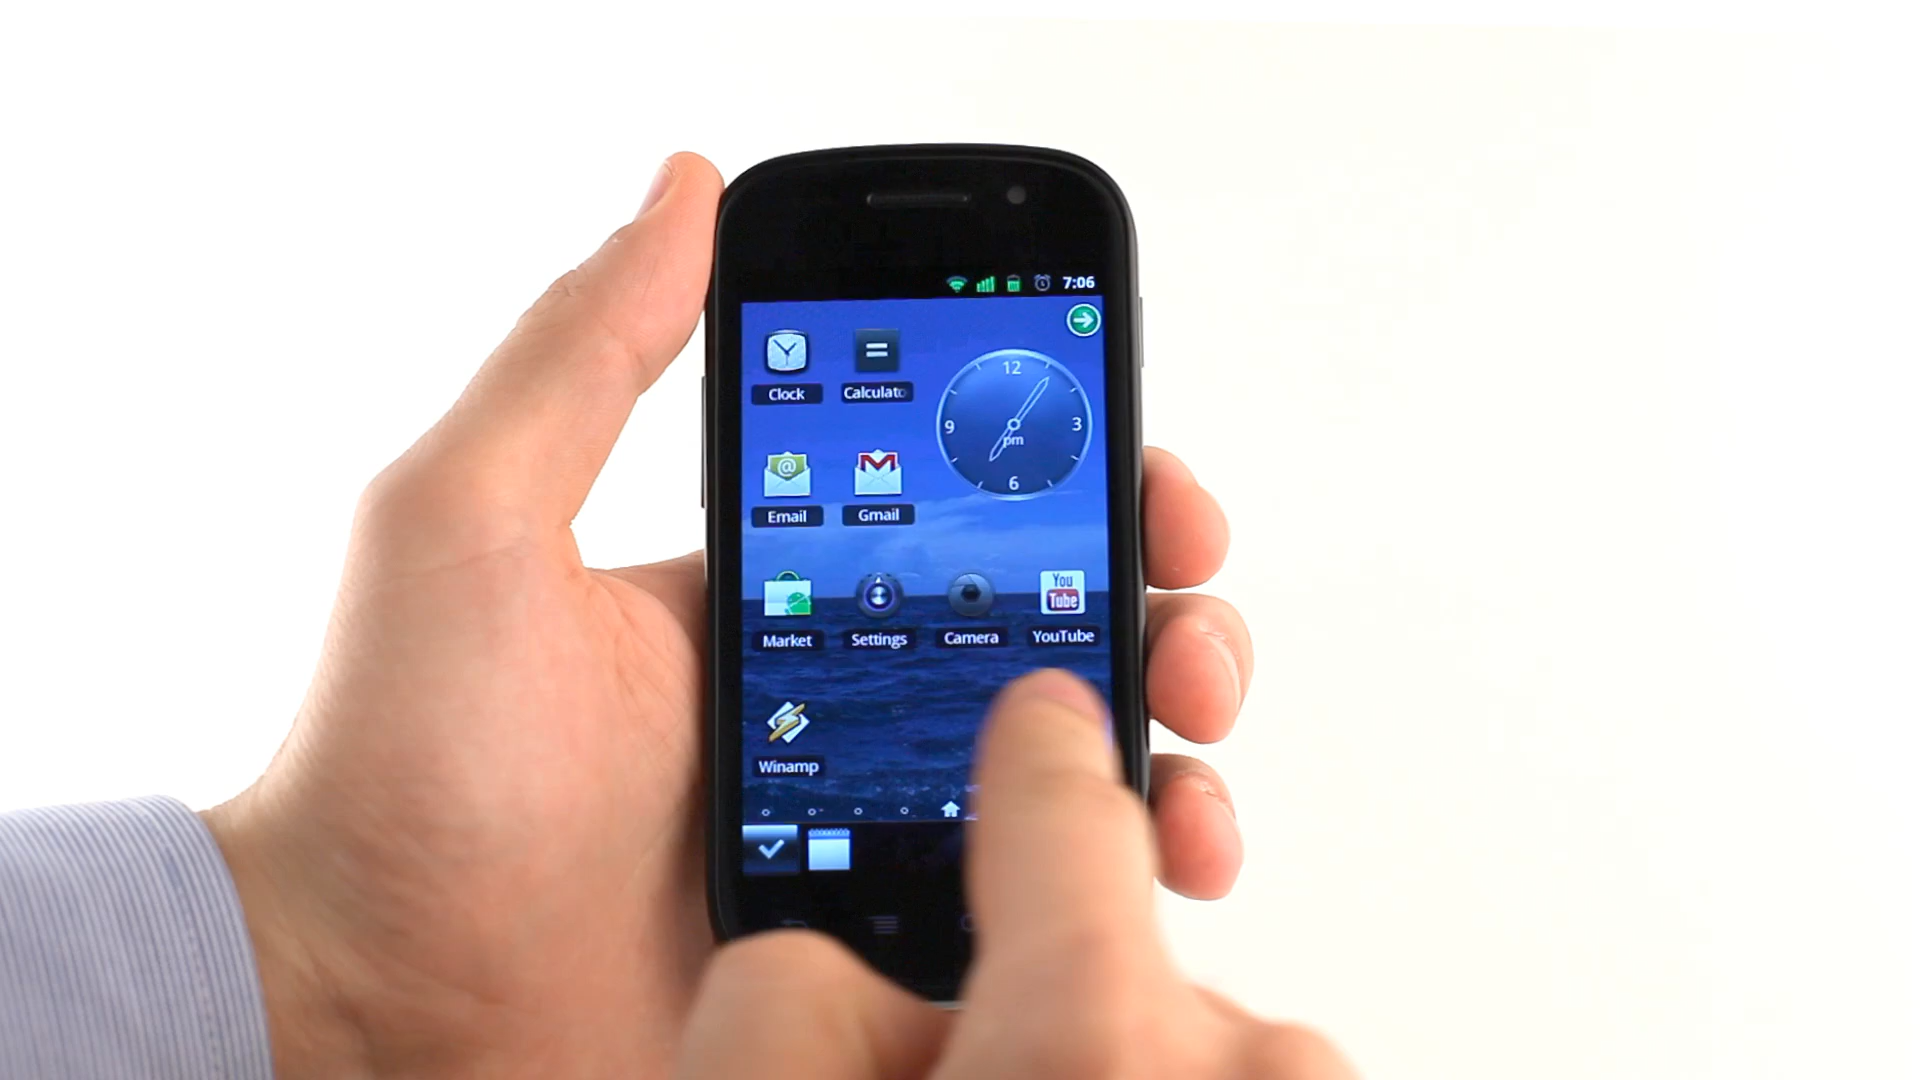 7:06
Clock
Calculato
12
9
3
pm
6
Email
Gmail
You
Tube
Market
Settings
Camera
YouTube
Winamp